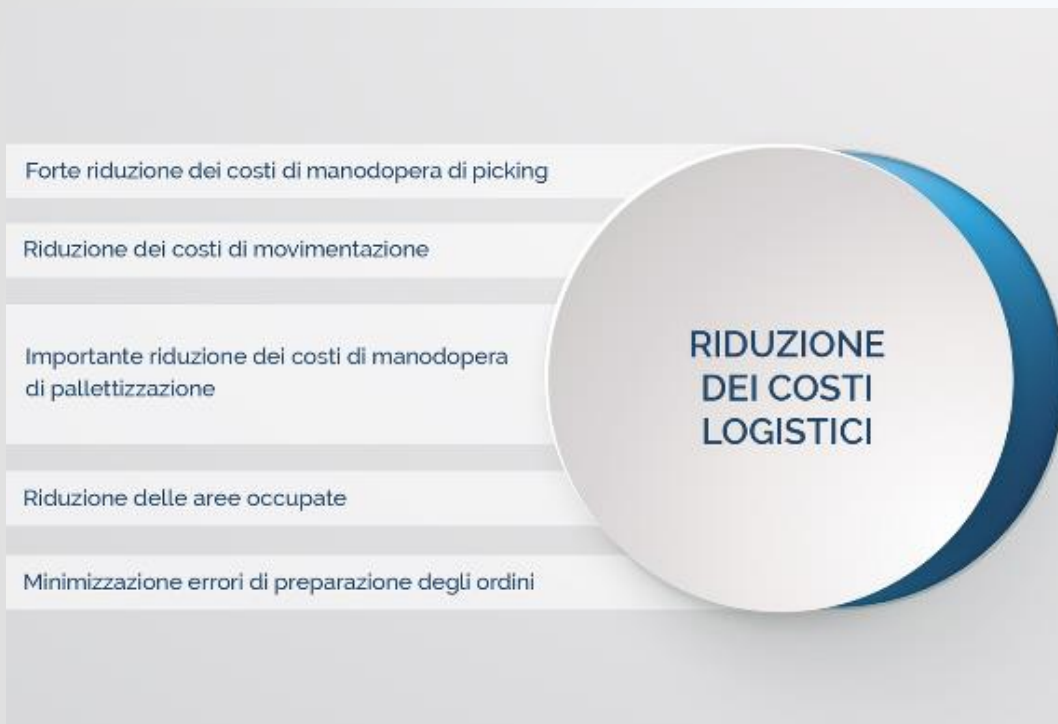 Forte riduzione dei costi di manodopera di picking
Riduzione dei costi di movimentazione
Importante riduzione dei costi di manodopera
di pallettizzazione
Riduzione delle aree occupate
Minimizzazione errori di preparazione degli ordini
RIDUZIONE
DEI COSTI
LOGISTICI